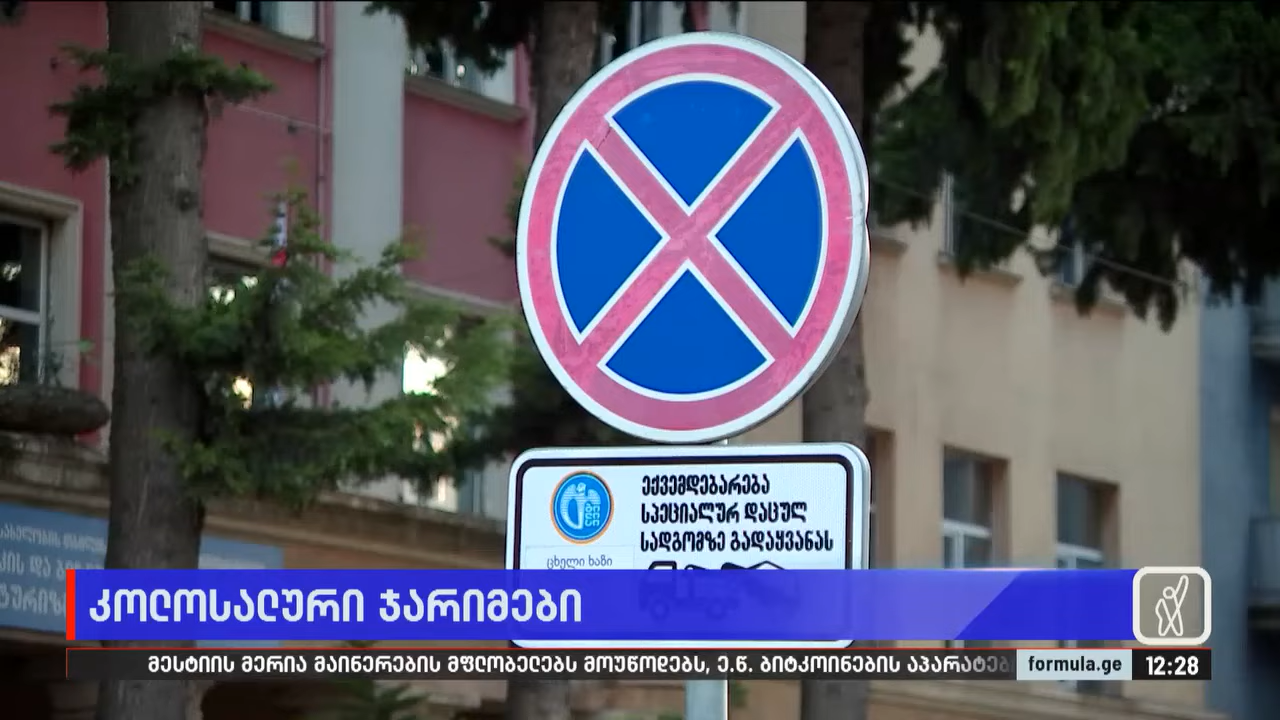 ექვემდებარება
სპეციალურ დაცულ
სადგომზე გადაყვანას
ცხელი ხაზი
კოლოსალური ჯარიმები
მესტიის მერია მაინერების მფლობელებს მოუწოდებს, ე.წ. ბიტკოინების აპარატებ
formula.ge
12:28